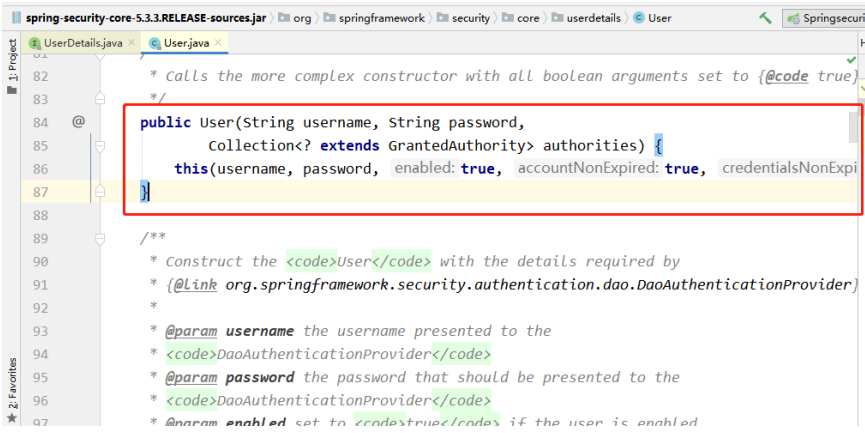 spring-security-core-5.3.3.RELEASE-sources.jar 〉 org 〉 springframework 〉 security 〉 core 〉 userdetails 〉 User
Springsecuri
UserDetails.java × User.java ×
1: Project
2: Favorites
82 * Calls the more complex constructor with all boolean arguments set to {@code true}
83 */
84 @ public User(String username, String password,
85 Collection<? extends GrantedAuthority> authorities) {
86 this(username, password, enabled: true, accountNonExpired: true, credentialsNonExpi
87 }
88
89 /**
90 * Construct the <code>User</code> with the details required by
91 * {@link org.springframework.security.authentication.dao.DaoAuthenticationProvider}
92 *
93 * @param username the username presented to the
94 * <code>DaoAuthenticationProvider</code>
95 * @param password the password that should be presented to the
96 * <code>DaoAuthenticationProvider</code>
97 * @param enabled set to <code>true</code> if the user is enabled